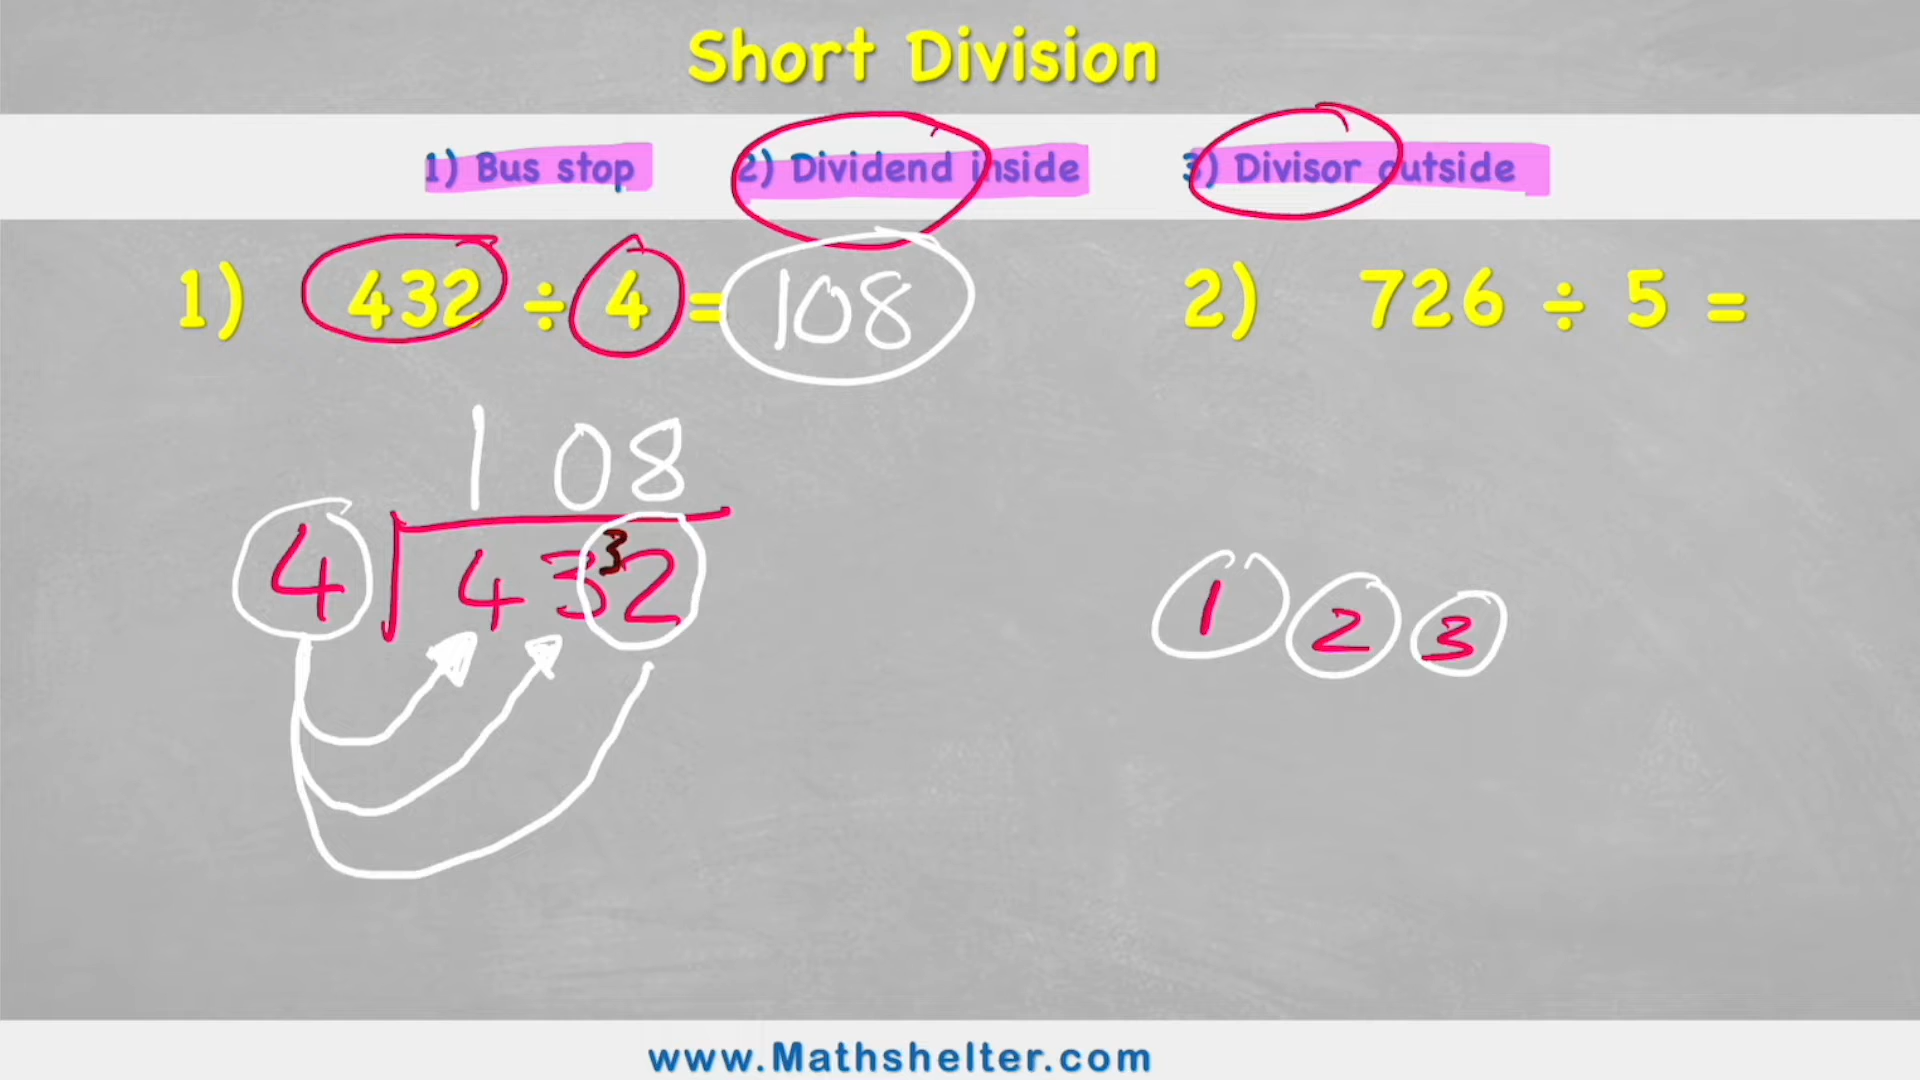 Short Division
1) Bus stop 2) Dividend inside 3) Divisor outside
1) 432 ÷ 4 = 108 2) 726 ÷ 5 =
108
4 43³2
1 2 3
www.Mathshelter.com